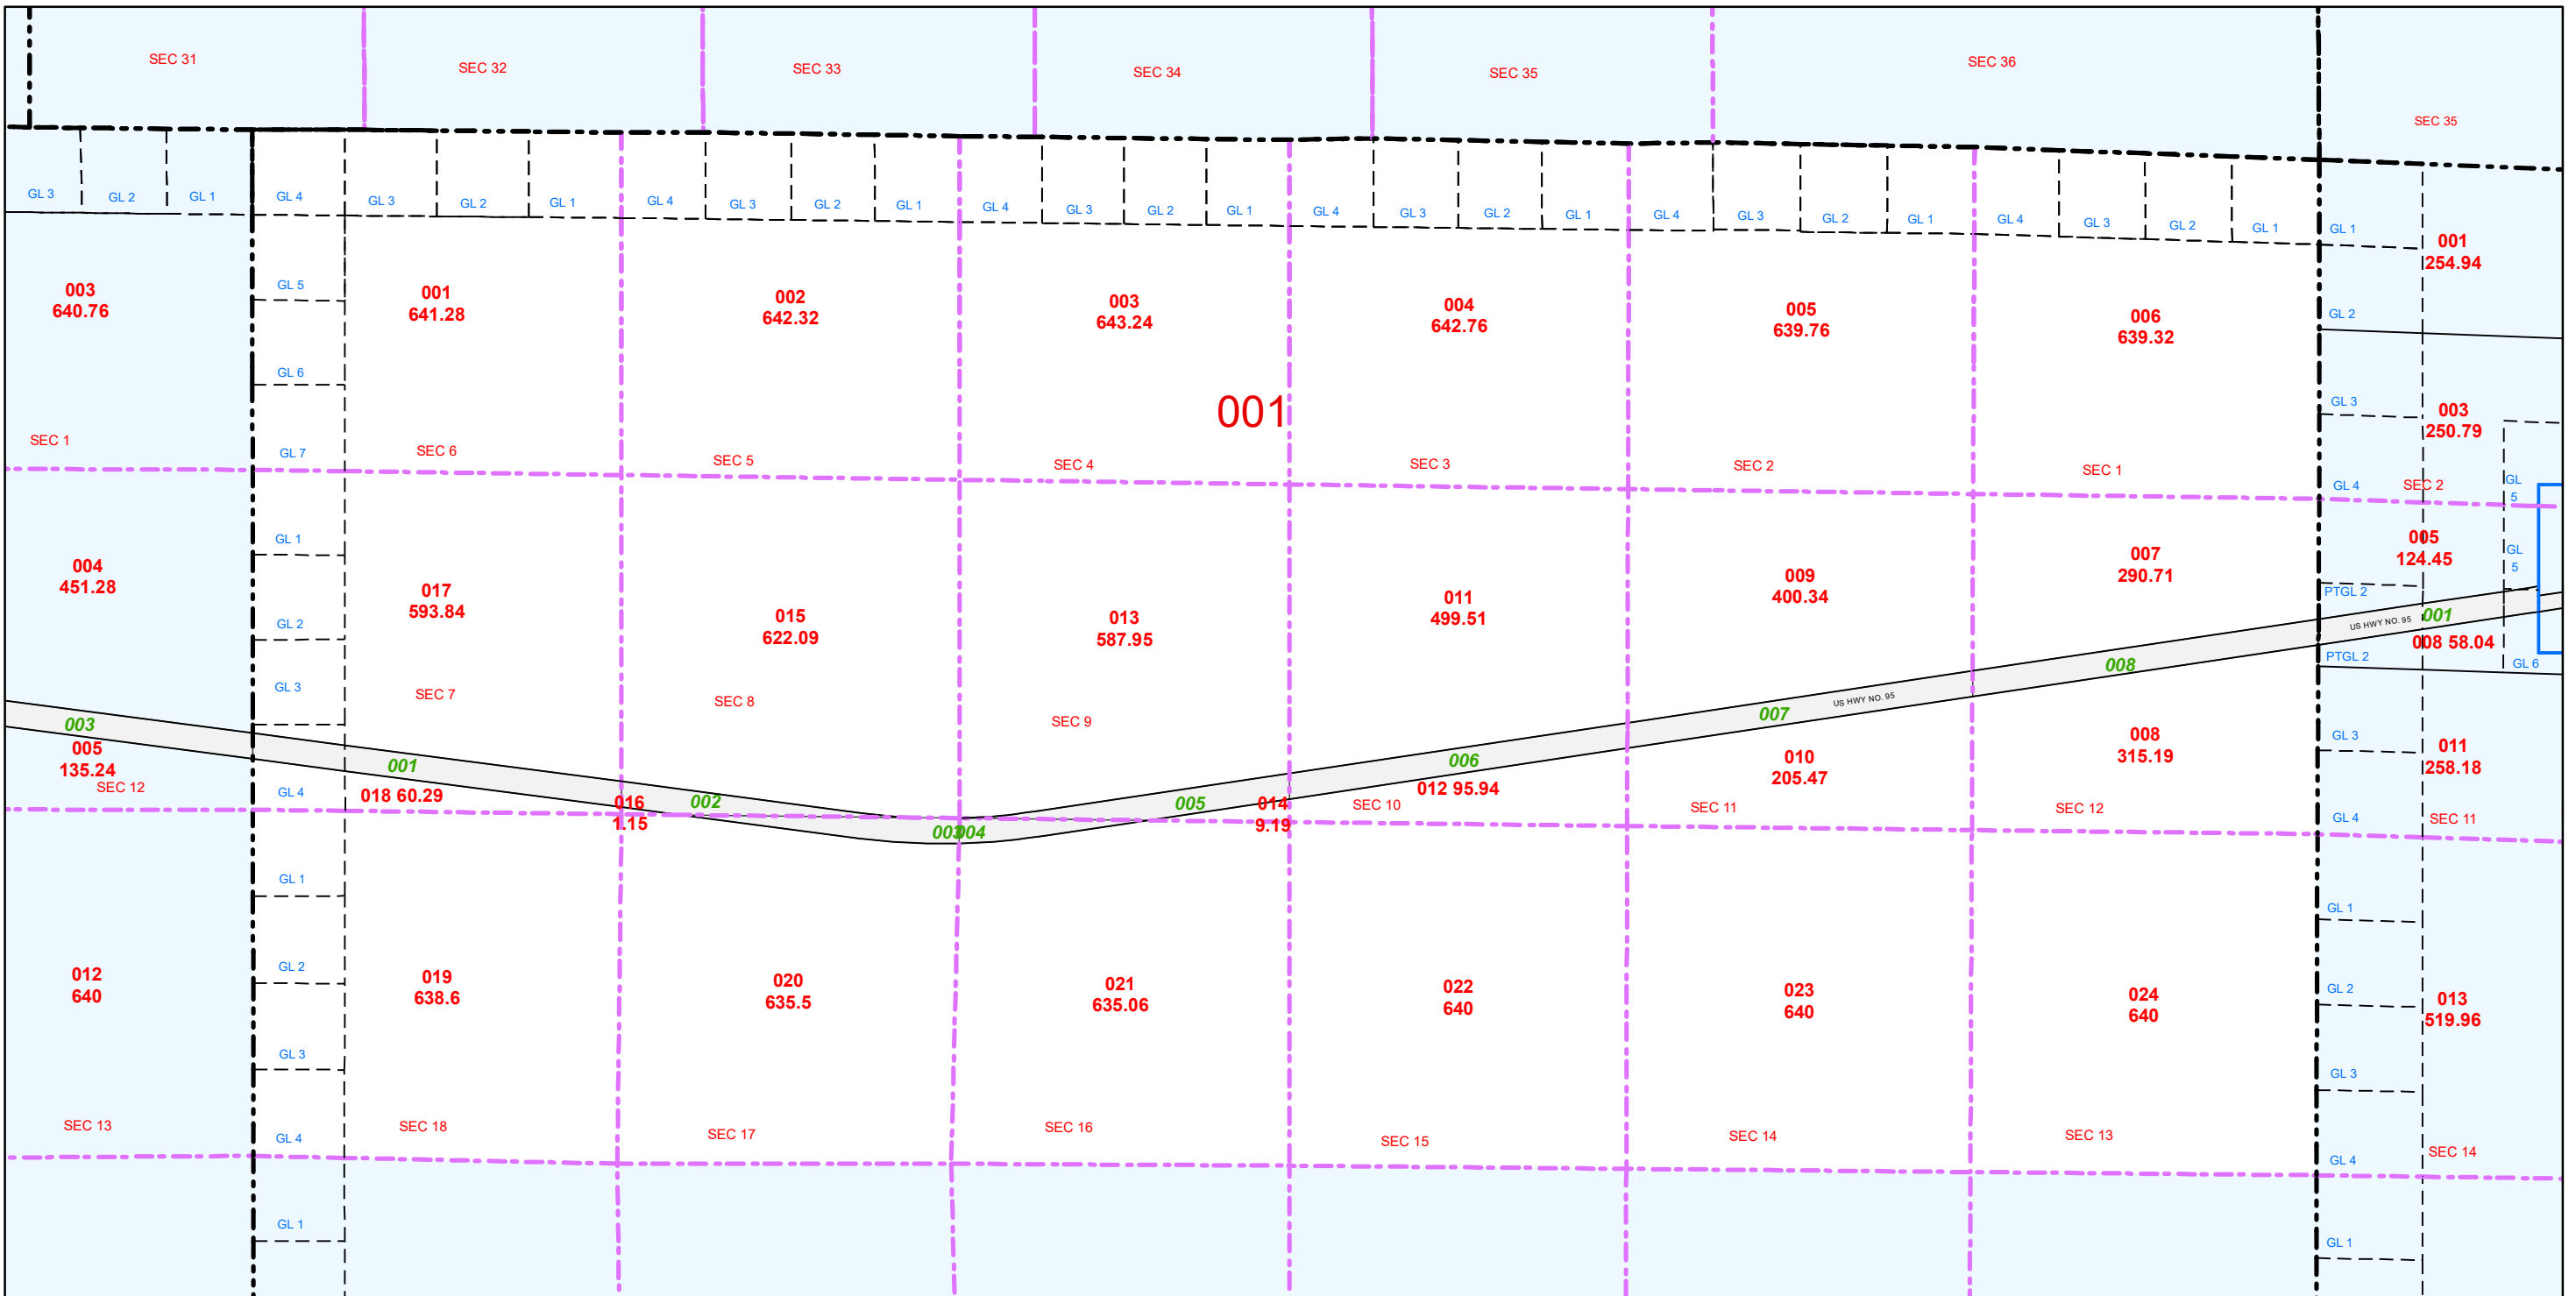 SEC 31
SEC 32
SEC 33
SEC 34
SEC 35
SEC 36
SEC 35
GL 3
GL 2
GL 1
GL 4
GL 3
GL 2
GL 1
GL 4
GL 3
GL 2
GL 1
GL 4
GL 3
GL 2
GL 1
GL 4
GL 3
GL 2
GL 1
GL 4
GL 3
GL 2
GL 1
GL 4
GL 3
GL 2
GL 1
GL 1
003
640.76
GL 5
001
641.28
002
642.32
003
643.24
004
642.76
005
639.76
006
639.32
001
254.94
GL 2
GL 6
001
GL 3
003
250.79
SEC 1
GL 7
SEC 6
SEC 5
SEC 4
SEC 3
SEC 2
SEC 1
GL 4
SEC 2
GL
5
004
451.28
GL 1
017
593.84
015
622.09
013
587.95
011
499.51
009
400.34
007
290.71
005
124.45
GL
5
PTGL 2
GL 2
US HWY NO. 95
001
008 58.04
PTGL 2
GL 6
GL 3
SEC 7
SEC 8
SEC 9
US HWY NO. 95
007
008
003
005
135.24
SEC 12
001
GL 4
018 60.29
016
1.15
002
003
004
005
014
9.19
006
012 95.94
SEC 10
010
205.47
SEC 11
008
315.19
SEC 12
GL 3
011
258.18
GL 4
SEC 11
GL 1
GL 1
012
640
GL 2
019
638.6
020
635.5
021
635.06
022
640
023
640
024
640
GL 2
013
519.96
GL 3
GL 3
SEC 13
GL 4
SEC 18
SEC 17
SEC 16
SEC 15
SEC 14
SEC 13
GL 4
SEC 14
GL 1
GL 1